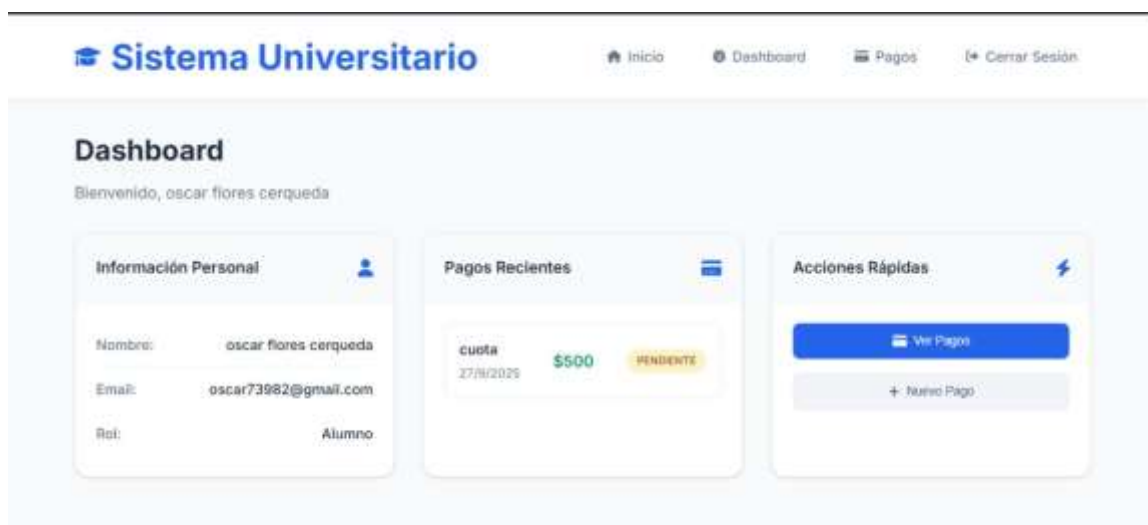 Sistema Universitario
Inicio
Dashboard
Pagos
Cerrar Sesión
Dashboard
Bienvenido, oscar flores cerqueda
Información Personal
Nombre: oscar flores cerqueda
Email: oscar73982@gmail.com
Rol: Alumno
Pagos Recientes
cuota
27/9/2025
$500
PENDIENTE
Acciones Rápidas
Ver Pagos
+ Nuevo Pago